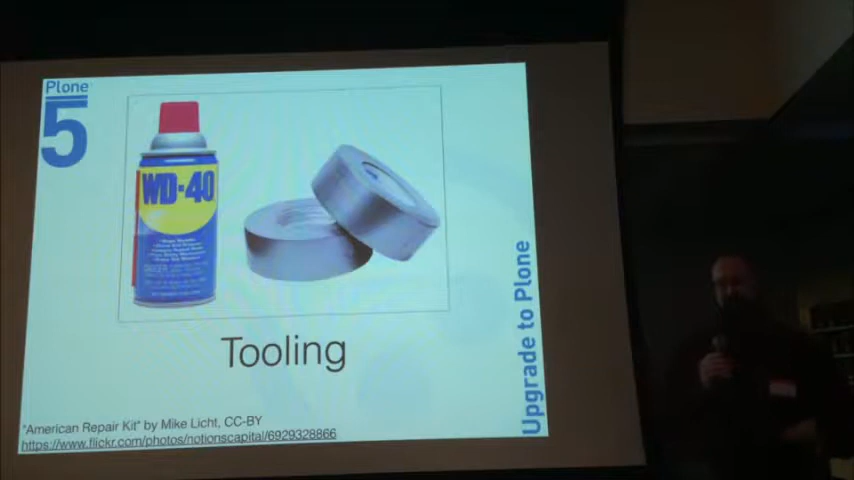 Plone
5
WD-40
Tooling
Upgrade to Plone
"American Repair Kit" by Mike Licht, CC-BY
https://www.flickr.com/photos/notionscapital/6929328866